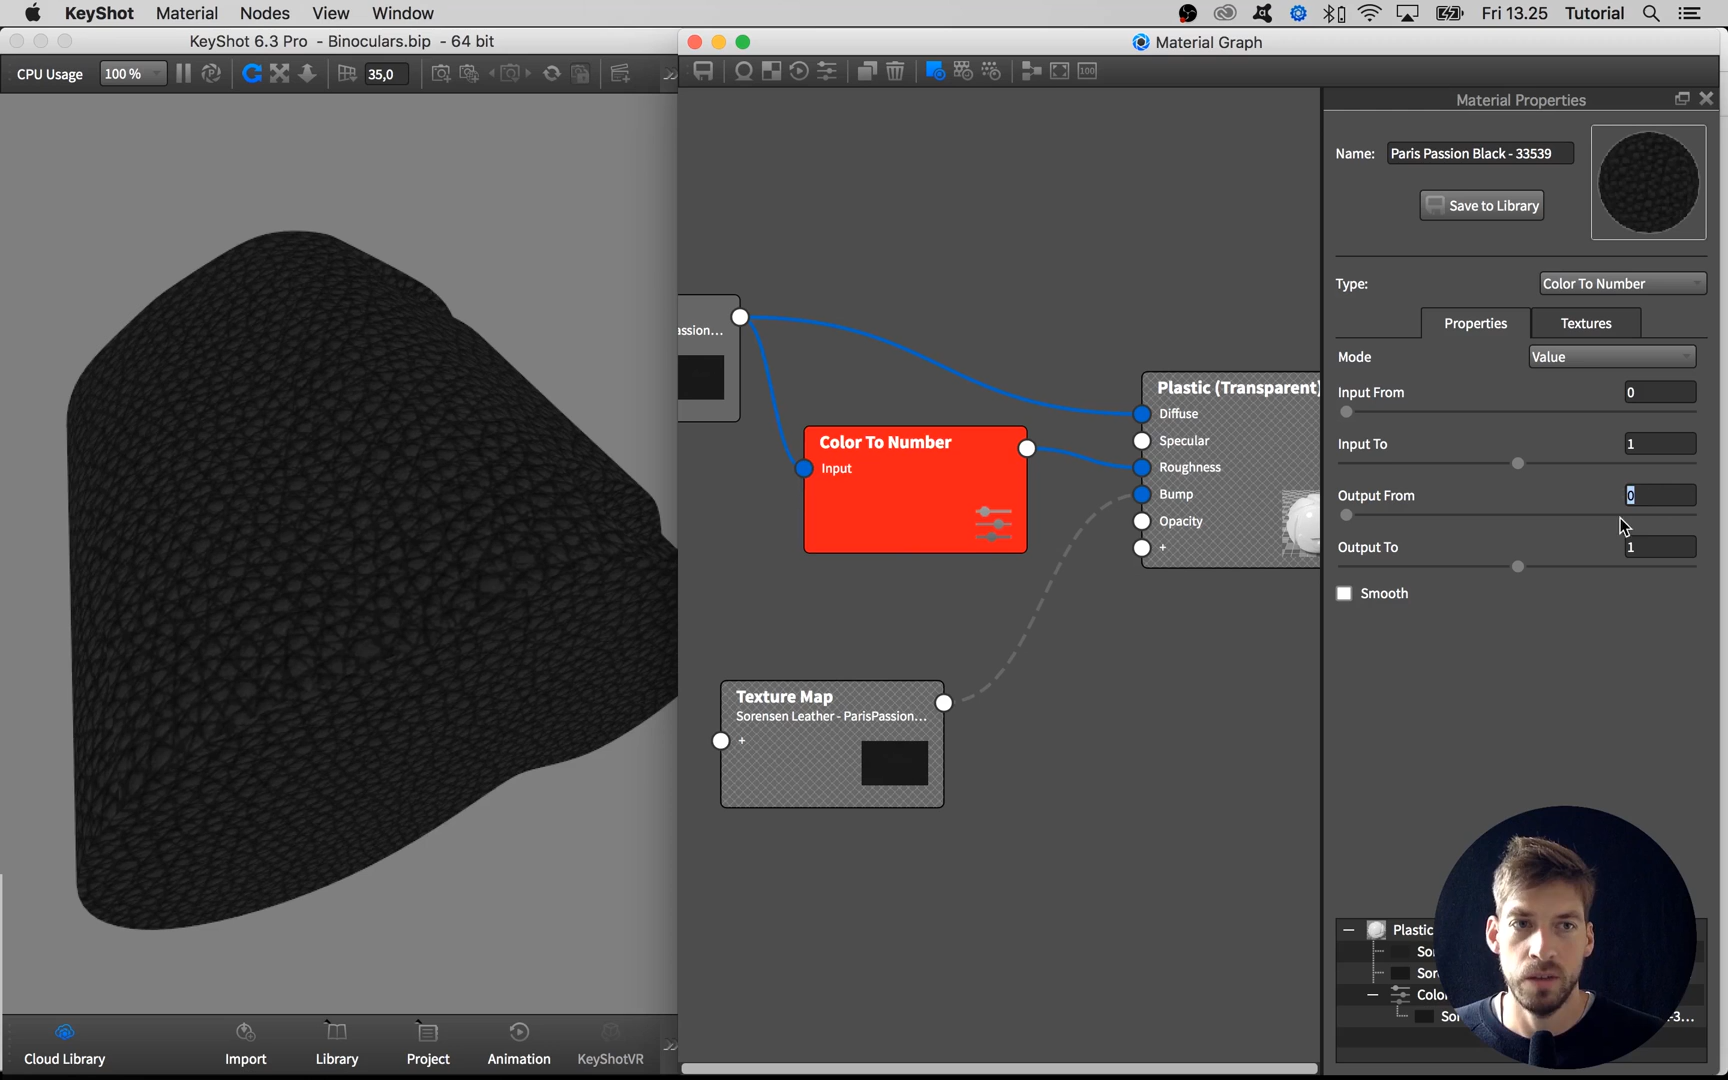 KeyShot Material Nodes View Window Fri 13.25 Tutorial
KeyShot 6.3 Pro - Binoculars.bip - 64 bit
Material Graph
CPU Usage 100 % 35,0
100
Material Properties
Name: Paris Passion Black - 33539
Save to Library
Type: Color To Number
Properties Textures
Mode Value
Input From 0
Input To 1
Output From 0
Output To 1
Smooth
assion...
Color To Number
Input
Plastic (Transparent)
Diffuse
Specular
Roughness
Bump
Opacity
+
Texture Map
Sorensen Leather - ParisPassion...
+
Plastic
Sor
Sor
Color
So -3...
Cloud Library Import Library Project Animation KeyShotVR